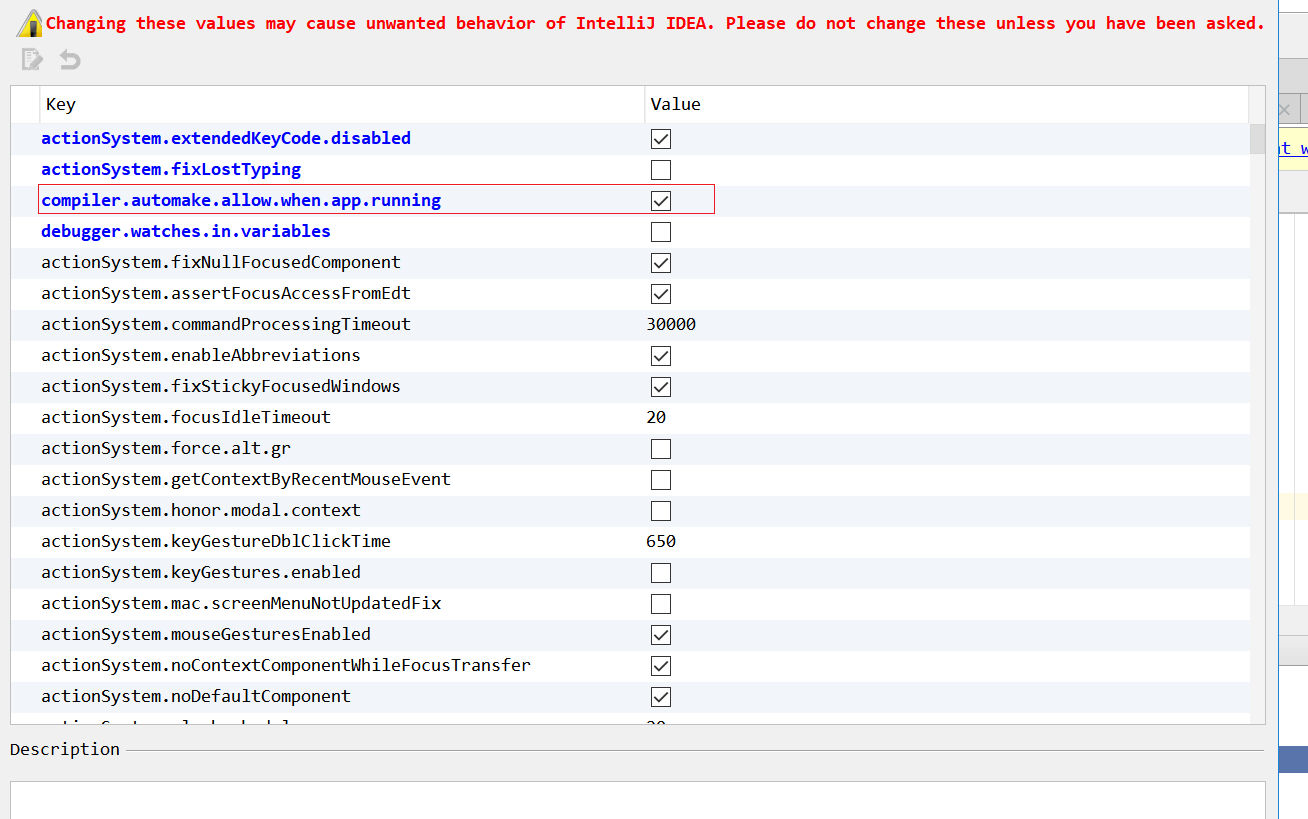 Changing these values may cause unwanted behavior of IntelliJ IDEA. Please do not change these unless you have been asked.
Key Value
actionSystem.extendedKeyCode.disabled
actionSystem.fixLostTyping
compiler.automake.allow.when.app.running
debugger.watches.in.variables
actionSystem.fixNullFocusedComponent
actionSystem.assertFocusAccessFromEdt
actionSystem.commandProcessingTimeout 30000
actionSystem.enableAbbreviations
actionSystem.fixStickyFocusedWindows
actionSystem.focusIdleTimeout 20
actionSystem.force.alt.gr
actionSystem.getContextByRecentMouseEvent
actionSystem.honor.modal.context
actionSystem.keyGestureDblClickTime 650
actionSystem.keyGestures.enabled
actionSystem.mac.screenMenuNotUpdatedFix
actionSystem.mouseGesturesEnabled
actionSystem.noContextComponentWhileFocusTransfer
actionSystem.noDefaultComponent
Description